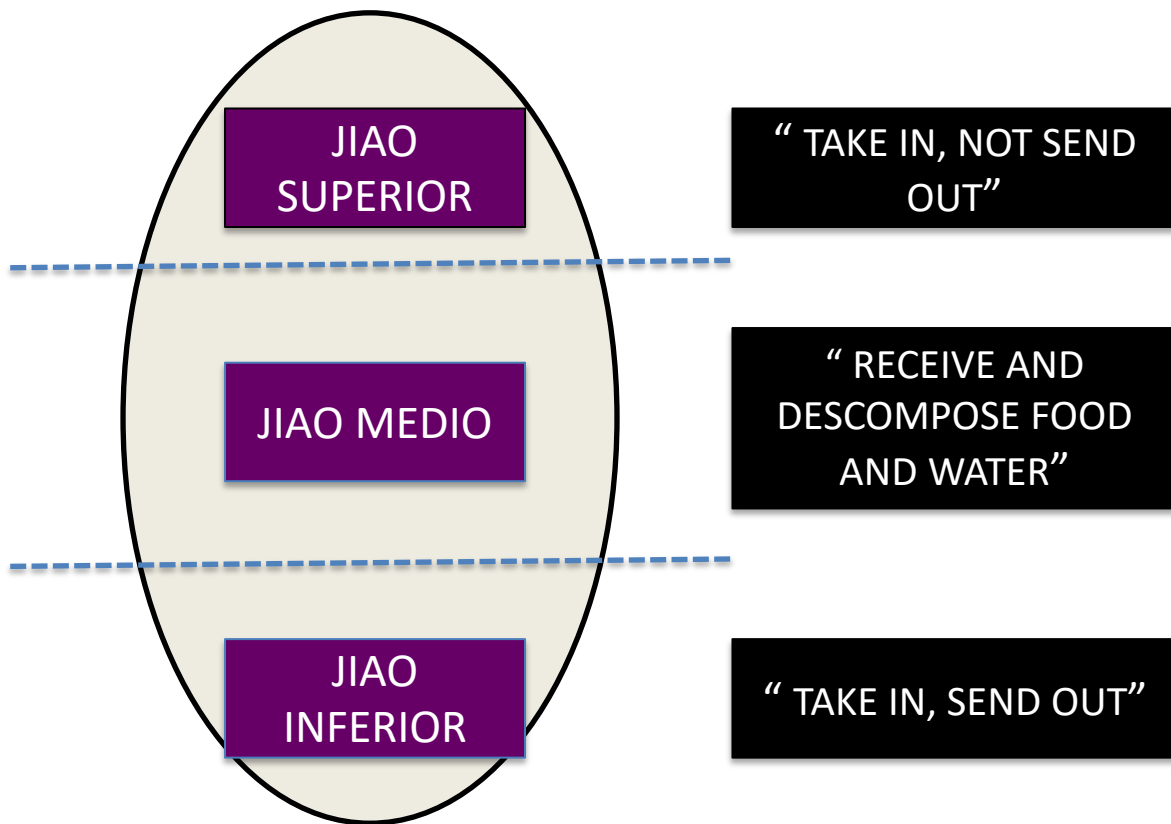 JIAO
SUPERIOR
“ TAKE IN, NOT SEND
OUT”
JIAO MEDIO
“ RECEIVE AND
DESCOMPOSE FOOD
AND WATER”
JIAO
INFERIOR
“ TAKE IN, SEND OUT”